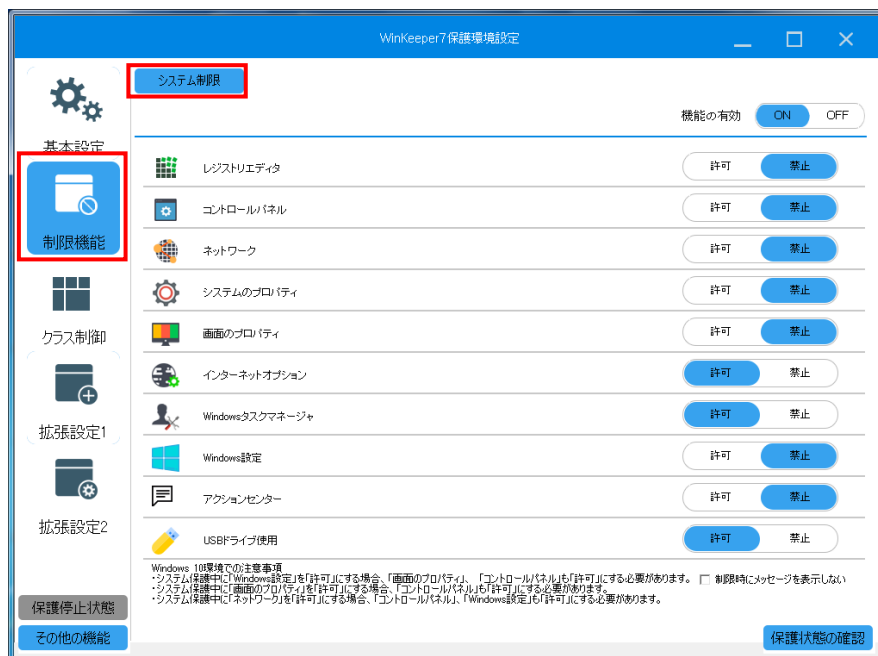 WinKeeper7保護環境設定
システム制限
機能の有効 ON OFF
基本設定
制限機能
クラス制御
拡張設定1
拡張設定2
保護停止状態
その他の機能
レジストリエディタ 許可 禁止
コントロールパネル 許可 禁止
ネットワーク 許可 禁止
システムのプロパティ 許可 禁止
画面のプロパティ 許可 禁止
インターネットオプション 許可 禁止
Windowsタスクマネージャ 許可 禁止
Windows設定 許可 禁止
アクションセンター 許可 禁止
USBドライブ使用 許可 禁止
Windows 10環境での注意事項
・システム保護中に「Windows設定」を「許可」にする場合、「画面のプロパティ」、「コントロールパネル」も「許可」にする必要があります。 制限時にメッセージを表示しない
・システム保護中に「画面のプロパティ」を「許可」にする場合、「コントロールパネル」も「許可」にする必要があります。
・システム保護中に「ネットワーク」を「許可」にする場合、「コントロールパネル」、「Windows設定」も「許可」にする必要があります。
保護状態の確認